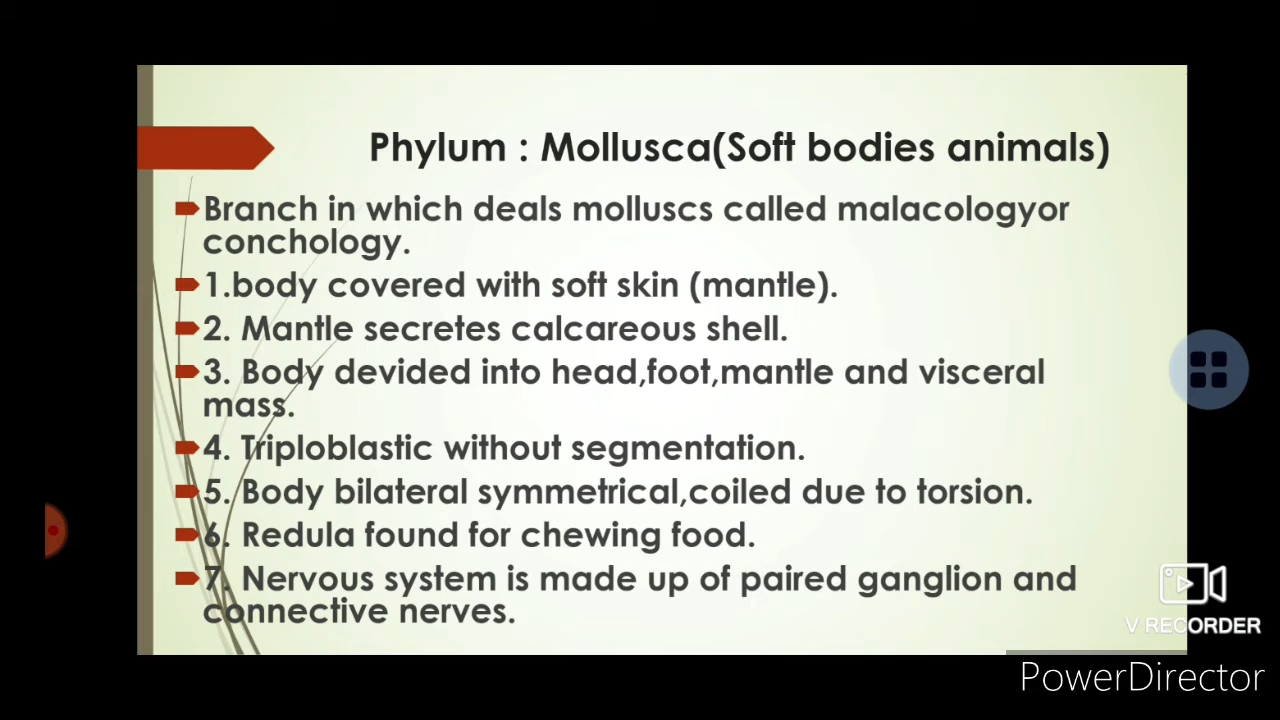 Phylum : Mollusca(Soft bodies animals)
Branch in which deals molluscs called malacologyor
conchology.
1.body covered with soft skin (mantle).
2. Mantle secretes calcareous shell.
3. Body devided into head,foot,mantle and visceral
mass.
4. Triploblastic without segmentation.
5. Body bilateral symmetrical,coiled due to torsion.
6. Redula found for chewing food.
7. Nervous system is made up of paired ganglion and
connective nerves.
V RECORDER
PowerDirector